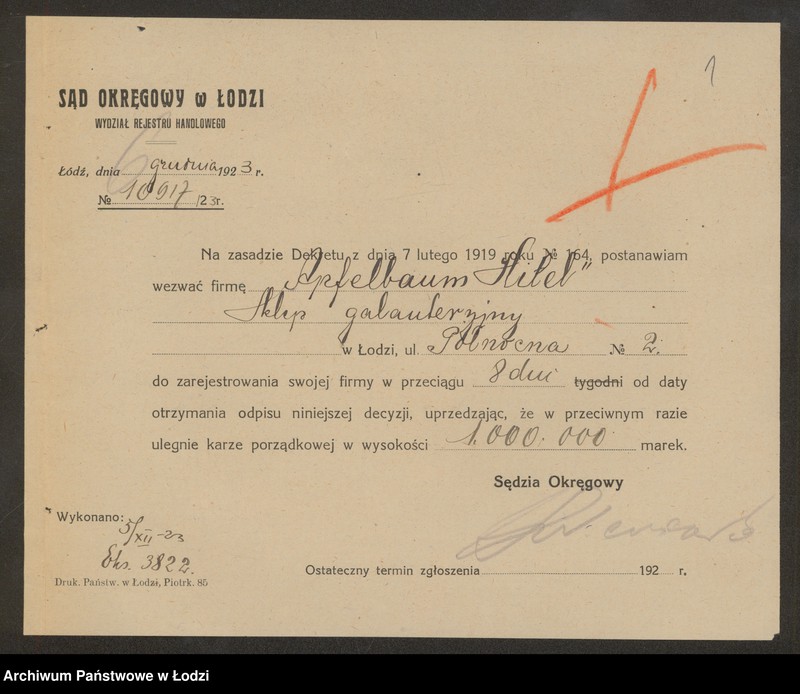 1
SĄD OKRĘGOWY w ŁODZI
WYDZIAŁ REJESTRU HANDLOWEGO
Łódź, dnia 6 grudnia 1923 r.
№ 10917/23r.
Na zasadzie Dekretu z dnia 7 lutego 1919 roku № 164, postanawiam
wezwać firmę Apfelbaum Hilel"
Sklep galanteryjny
w Łodzi, ul. Północna № 2.
do zarejestrowania swojej firmy w przeciągu 8 dni tygodni od daty
otrzymania odpisu niniejszej decyzji, uprzedzając, że w przeciwnym razie
ulegnie karze porządkowej w wysokości 1.000.000 marek.
Sędzia Okręgowy
Wykonano:
5/XII-23
3822.
Ostateczny termin zgłoszenia 192 r.
Druk. Państw. w Łodzi, Piotrk. 85
Archiwum Państwowe w Łodzi